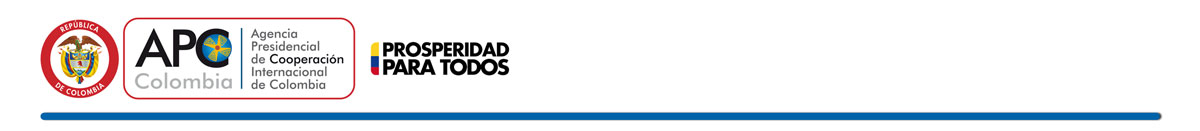 REPÚBLICA
DE COLOMBIA
APC
Colombia
Agencia
Presidencial
de Cooperación
Internacional
de Colombia
PROSPERIDAD
PARA TODOS